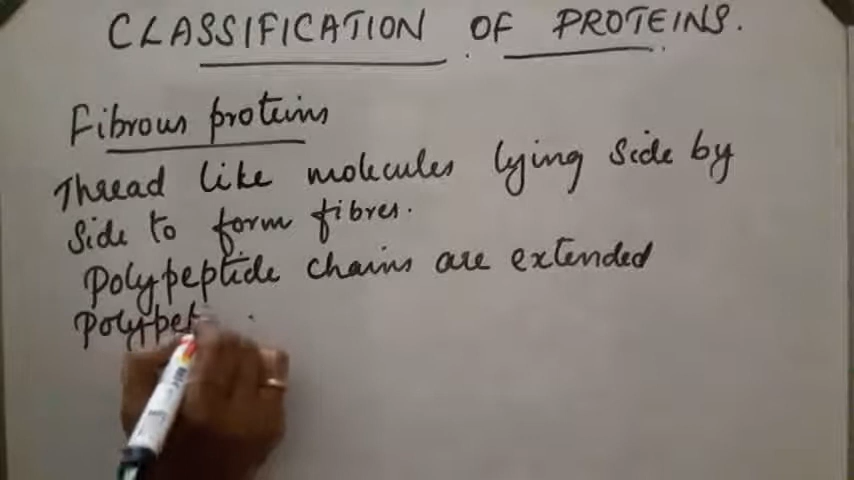 CLASSIFICATION OF PROTEINS.
Fibrous proteins
Thread like molecules lying side by
side to form fibres.
Polypeptide chains are extended